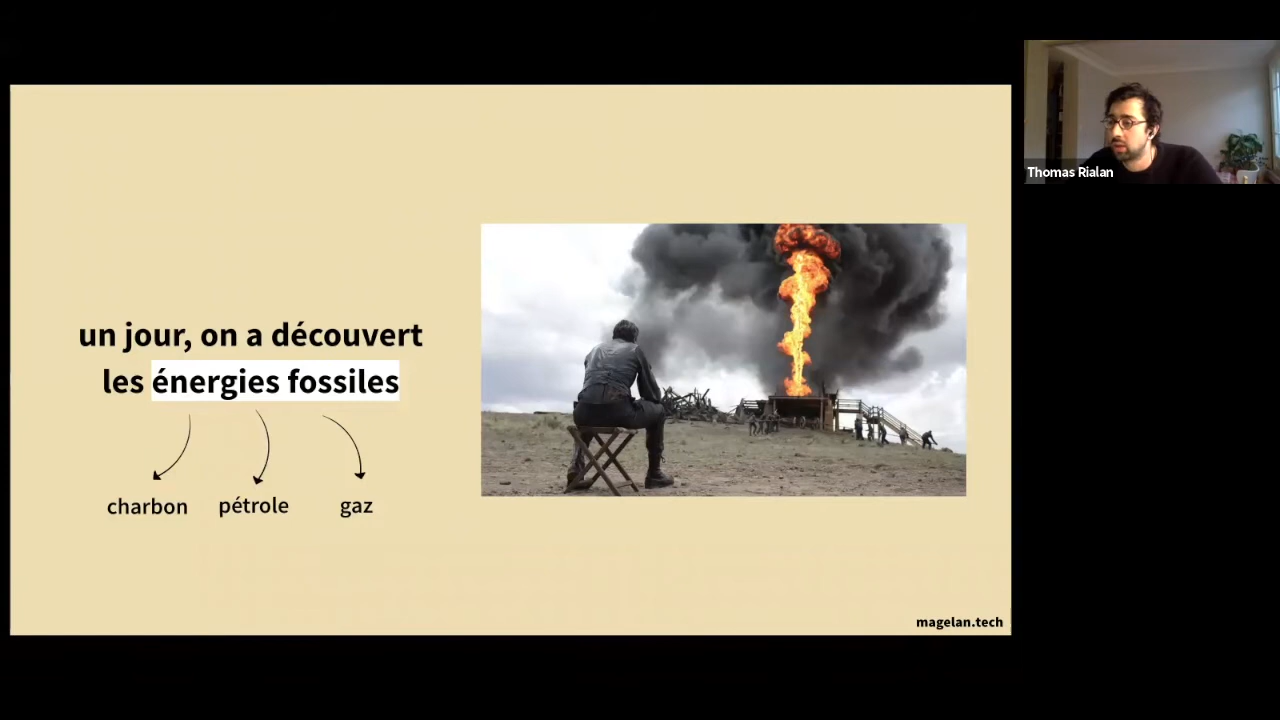 un jour, on a découvert
les énergies fossiles
charbon pétrole gaz
magelan.tech
Thomas Rialan